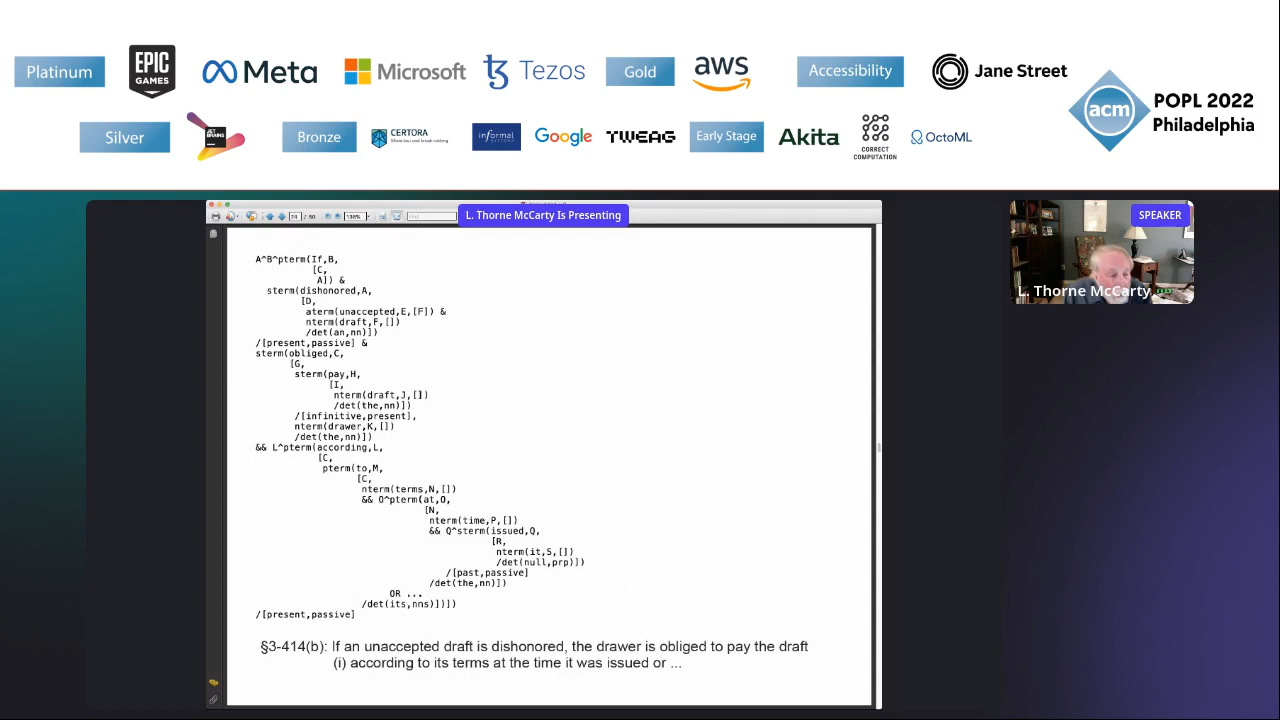 Platinum
EPIC GAMES
Meta
Microsoft
Tezos
Gold
aws
Accessibility
Jane Street
Silver
JET BRAINS
Bronze
CERTORA
informal
SYSTEMS
Google
TWEAG
Early Stage
Akita
CORRECT COMPUTATION
OctoML
acm
POPL 2022
Philadelphia
24 / 50
136%
L. Thorne McCarty Is Presenting
SPEAKER
L. Thorne McCarty
A^B^pterm(If,B,
[C,
A]) &
sterm(dishonored,A,
[D,
aterm(unaccepted,E,[F]) &
nterm(draft,F,[])
/det(an,nn)])
/[present,passive] &
sterm(obliged,C,
[G,
sterm(pay,H,
[I,
nterm(draft,J,[])
/det(the,nn)])
/[infinitive,present],
nterm(drawer,K,[])
/det(the,nn)])
&& L^pterm(according,L,
[C,
pterm(to,M,
[C,
nterm(terms,N,[])
&& O^pterm(at,O,
[N,
nterm(time,P,[])
&& Q^sterm(issued,Q,
[R,
nterm(it,S,[])
/det(null,prp)])
/[past,passive]
/det(the,nn)])
OR ...
/det(its,nns)])])
/[present,passive]
§3-414(b): If an unaccepted draft is dishonored, the drawer is obliged to pay the draft
(i) according to its terms at the time it was issued or ...